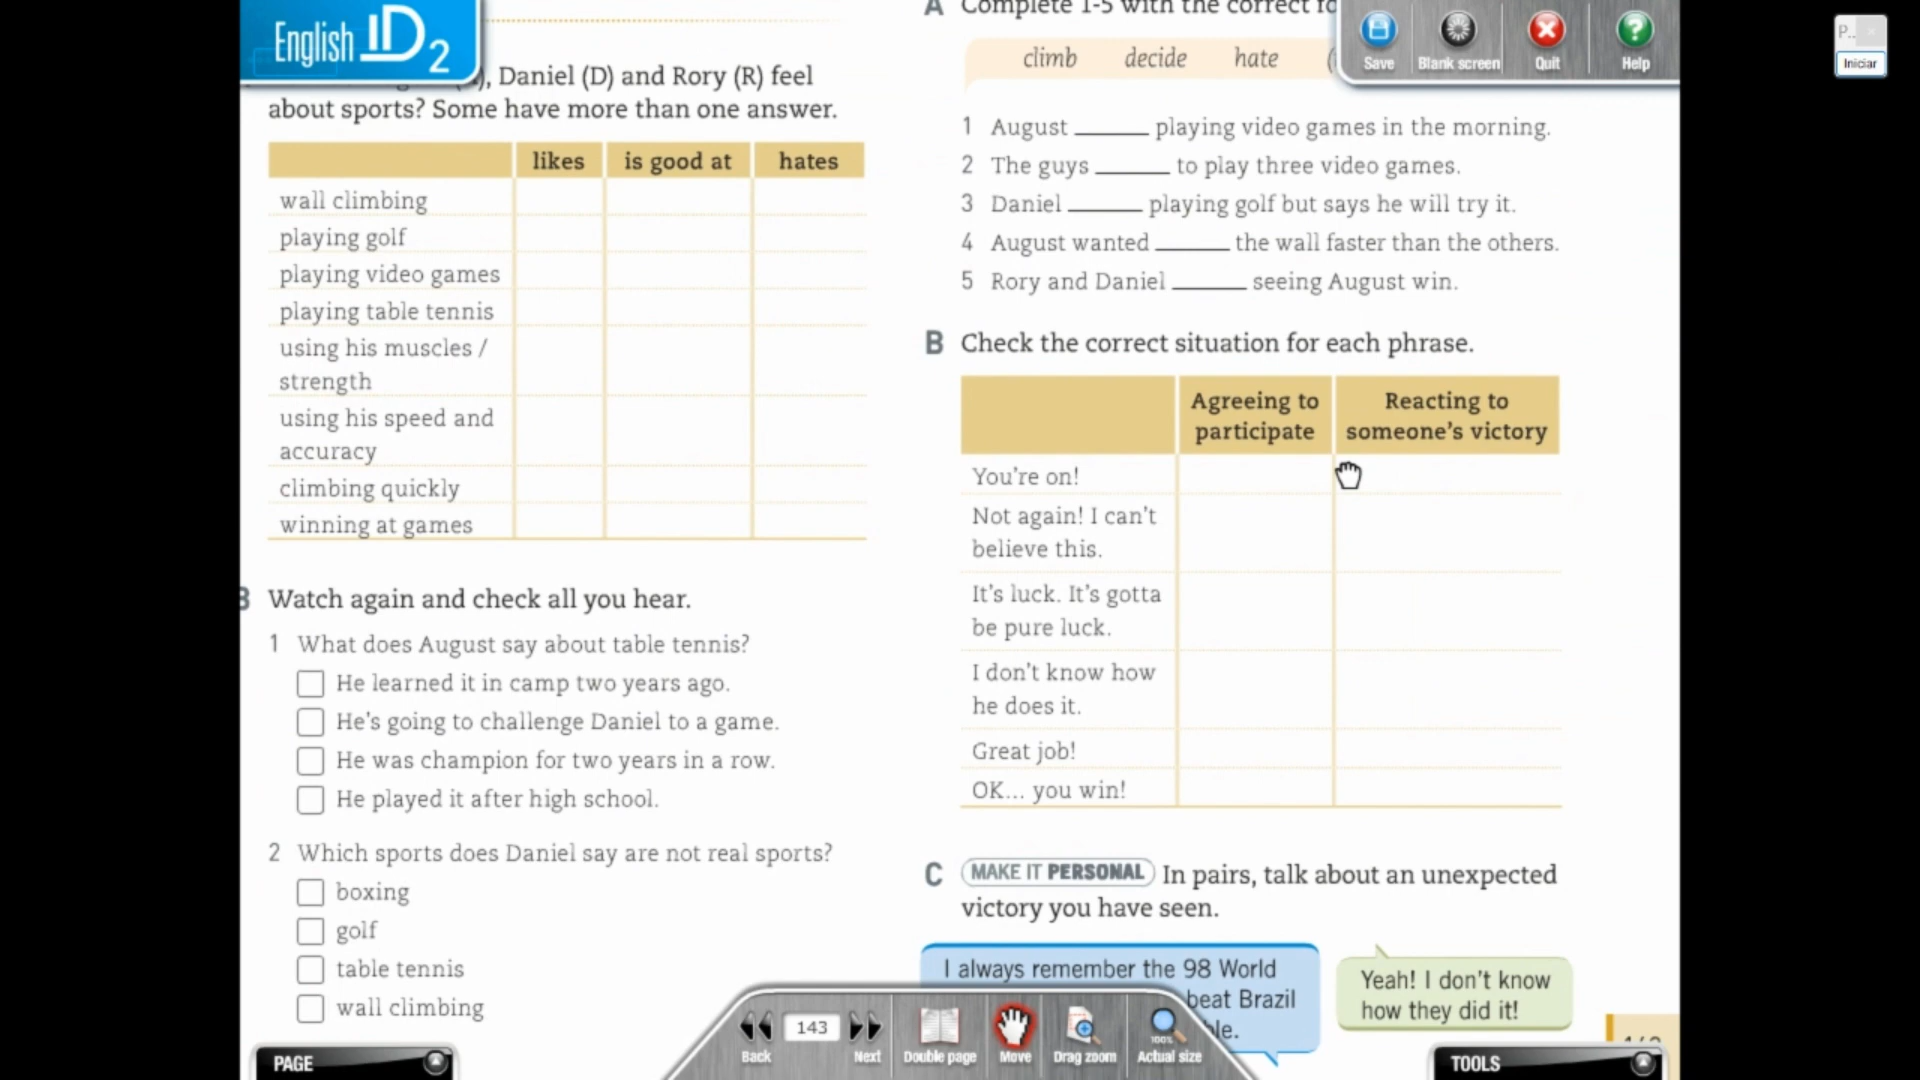 English ID 2
, Daniel (D) and Rory (R) feel
about sports? Some have more than one answer.
likes is good at hates
wall climbing
playing golf
playing video games
playing table tennis
using his muscles /
strength
using his speed and
accuracy
climbing quickly
winning at games
B Watch again and check all you hear.
1 What does August say about table tennis?
He learned it in camp two years ago.
He's going to challenge Daniel to a game.
He was champion for two years in a row.
He played it after high school.
2 Which sports does Daniel say are not real sports?
boxing
golf
table tennis
wall climbing
A Complete 1-5 with the correct
climb decide hate
1 August ______ playing video games in the morning.
2 The guys ______ to play three video games.
3 Daniel ______ playing golf but says he will try it.
4 August wanted ______ the wall faster than the others.
5 Rory and Daniel ______ seeing August win.
B Check the correct situation for each phrase.
Agreeing to
participate
Reacting to
someone's victory
You're on!
Not again! I can't
believe this.
It's luck. It's gotta
be pure luck.
I don't know how
he does it.
Great job!
OK... you win!
C MAKE IT PERSONAL In pairs, talk about an unexpected
victory you have seen.
I always remember the 98 World
beat Brazil
Yeah! I don't know
how they did it!
Save Blank screen Quit Help
P..
Iniciar
143
Back Next Double page Move Drag zoom 100% Actual size
PAGE
TOOLS